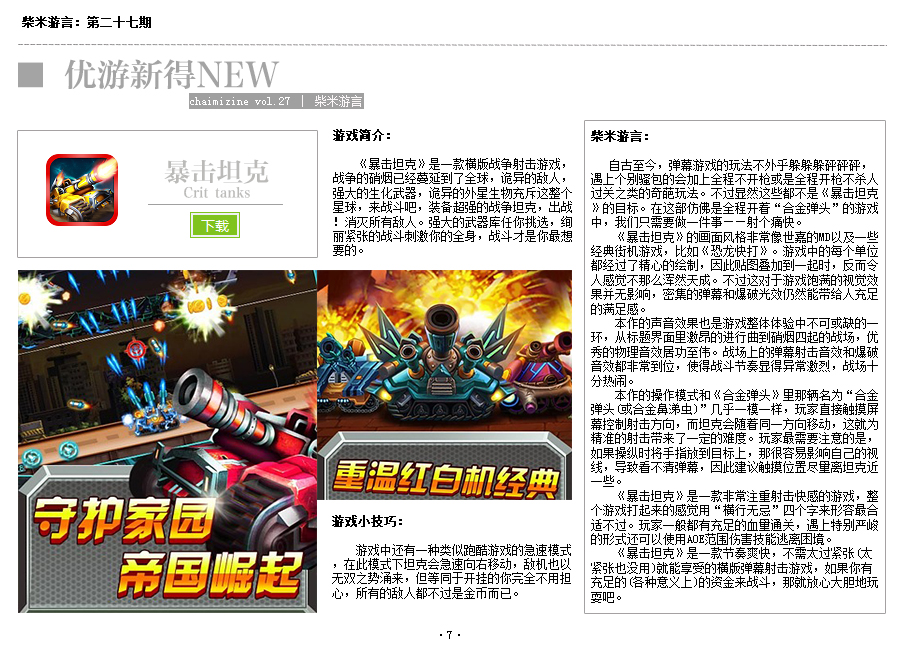 柴米游言：第二十七期
优游新得NEW
chaimizine vol.27 | 柴米游言
暴击坦克
Crit tanks
下载
守护家园
帝国崛起
游戏简介：
《暴击坦克》是一款横版战争射击游戏，
战争的硝烟已经蔓延到了全球，诡异的敌人，
强大的生化武器，诡异的外星生物充斥这整个
星球，来战斗吧，装备超强的战争坦克，出战
！消灭所有敌人。强大的武器库任你挑选，绚
丽紧张的战斗刺激你的全身，战斗才是你最想
要的。
重温红白机经典
游戏小技巧：
游戏中还有一种类似跑酷游戏的急速模式
，在此模式下坦克会急速向右移动，敌机也以
无双之势涌来，但等同于开挂的你完全不用担
心，所有的敌人都不过是金币而已。
柴米游言：
自古至今，弹幕游戏的玩法不外乎躲躲躲砰砰砰，
遇上个别骚包的会加上全程不开枪或是全程开枪不杀人
过关之类的奇葩玩法。不过显然这些都不是《暴击坦克
》的目标。在这部仿佛是全程开着“合金弹头”的游戏
中，我们只需要做一件事－－射个痛快。
《暴击坦克》的画面风格非常像世嘉的MD以及一些
经典街机游戏，比如《恐龙快打》。游戏中的每个单位
都经过了精心的绘制，因此贴图叠加到一起时，反而令
人感觉不那么浑然天成。不过这对于游戏饱满的视觉效
果并无影响，密集的弹幕和爆破光效仍然能带给人充足
的满足感。
本作的声音效果也是游戏整体体验中不可或缺的一
环，从标题界面里激昂的进行曲到硝烟四起的战场，优
秀的物理音效居功至伟。战场上的弹幕射击音效和爆破
音效都非常到位，使得战斗节奏显得异常激烈，战场十
分热闹。
本作的操作模式和《合金弹头》里那辆名为“合金
弹头(或合金鼻涕虫)”几乎一模一样，玩家直接触摸屏
幕控制射击方向，而坦克会随着同一方向移动，这就为
精准的射击带来了一定的难度。玩家最需要注意的是，
如果操纵时将手指放到目标上，那很容易影响自己的视
线，导致看不清弹幕，因此建议触摸位置尽量离坦克近
一些。
《暴击坦克》是一款非常注重射击快感的游戏，整
个游戏打起来的感觉用“横行无忌”四个字来形容最合
适不过。玩家一般都有充足的血量通关，遇上特别严峻
的形式还可以使用AOE范围伤害技能逃离困境。
《暴击坦克》是一款节奏爽快，不需太过紧张(太
紧张也没用)就能享受的横版弹幕射击游戏，如果你有
充足的(各种意义上)的资金来战斗，那就放心大胆地玩
耍吧。
·7·